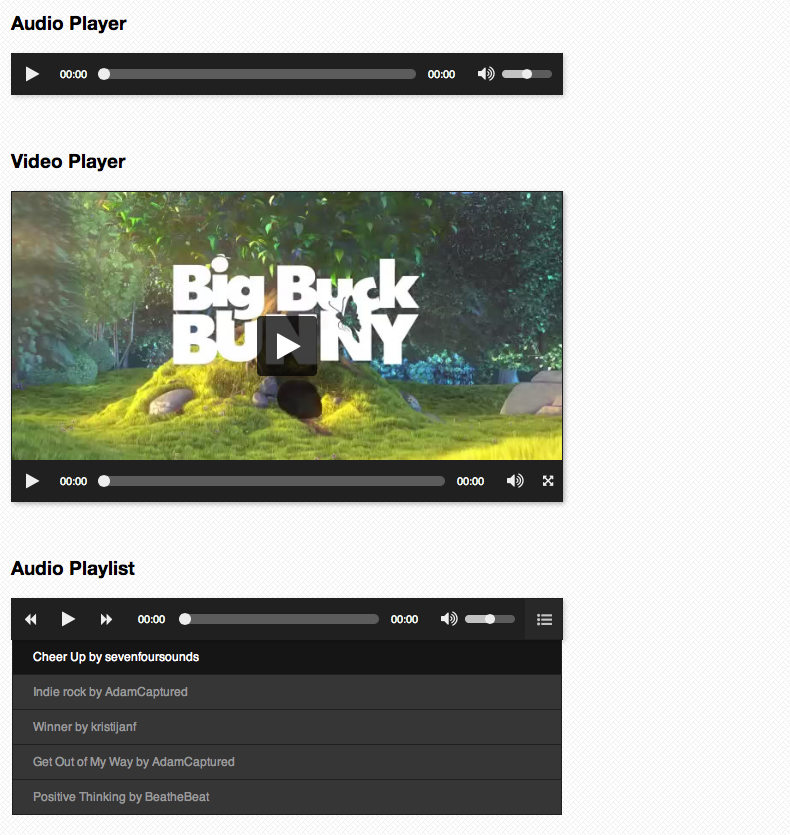 Audio Player
00:00 00:00
Video Player
Big Buck
BUNNY
00:00 00:00
Audio Playlist
00:00 00:00
Cheer Up by sevenfoursounds
Indie rock by AdamCaptured
Winner by kristijanf
Get Out of My Way by AdamCaptured
Positive Thinking by BeatheBeat